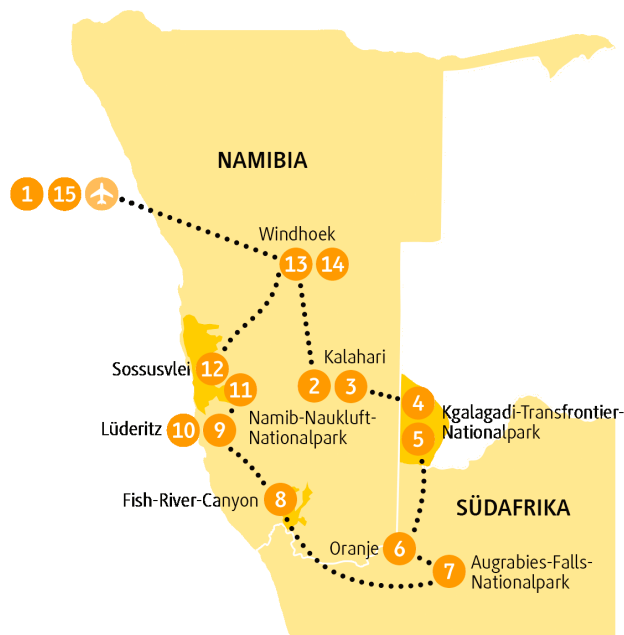 NAMIBIA
1 15
Windhoek
13 14
Kalahari
Sossusvlei 12
2 3
11
4
Kgalagadi-Transfrontier-
Nationalpark
5
Namib-Naukluft-
Nationalpark
Lüderitz 10 9
Fish-River-Canyon 8
SÜDAFRIKA
Oranje 6
7
Augrabies-Falls-
Nationalpark